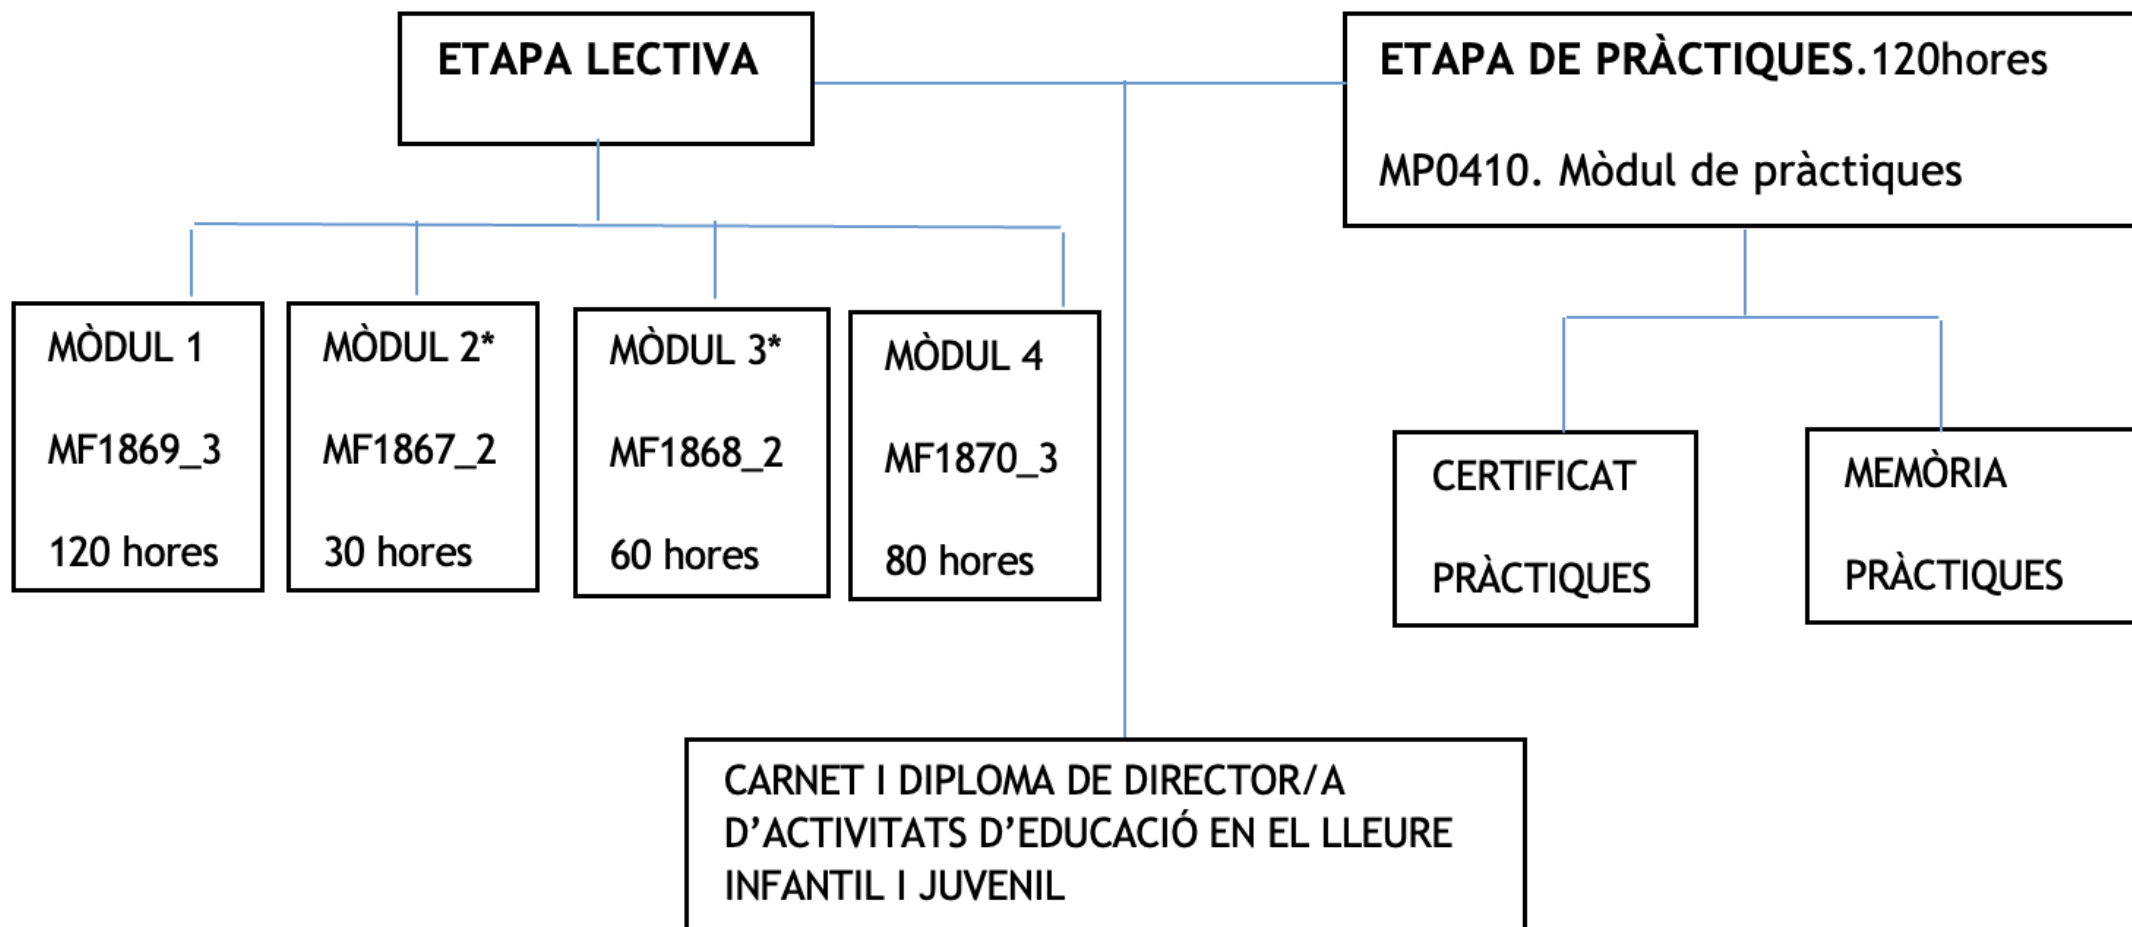 ETAPA LECTIVA
ETAPA DE PRÀCTIQUES.120hores
MP0410. Mòdul de pràctiques
MÒDUL 1
MF1869_3
120 hores
MÒDUL 2*
MF1867_2
30 hores
MÒDUL 3*
MF1868_2
60 hores
MÒDUL 4
MF1870_3
80 hores
CERTIFICAT
PRÀCTIQUES
MEMÒRIA
PRÀCTIQUES
CARNET I DIPLOMA DE DIRECTOR/A
D’ACTIVITATS D’EDUCACIÓ EN EL LLEURE
INFANTIL I JUVENIL